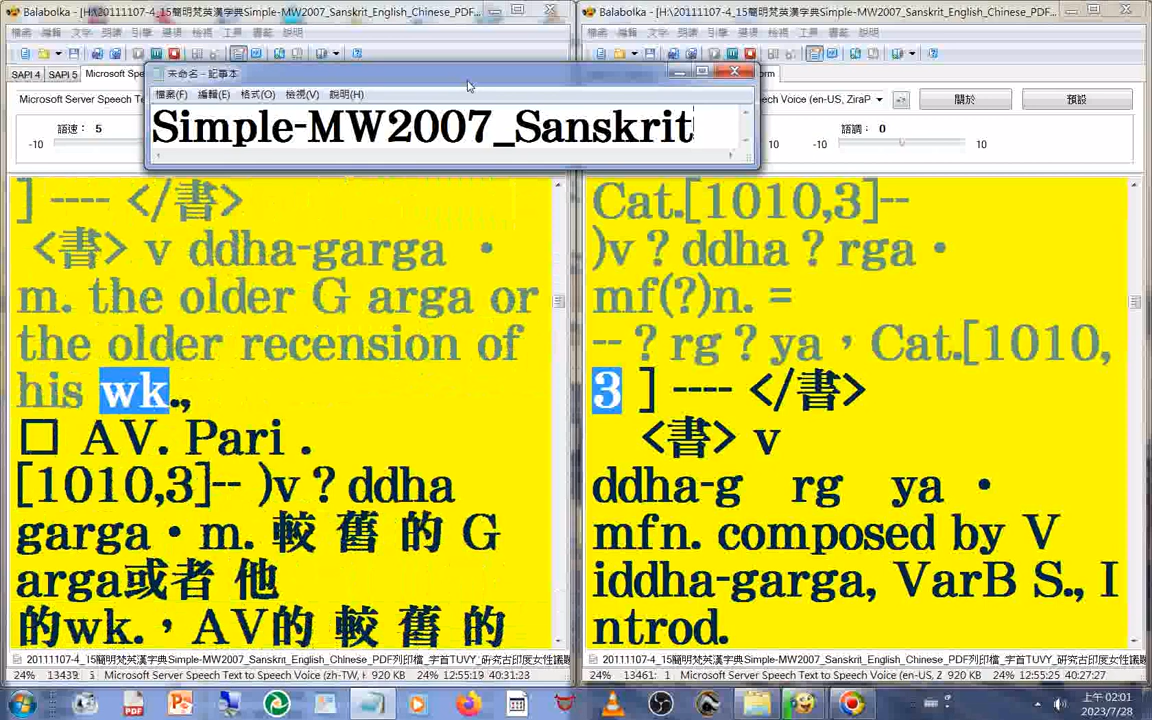 Balabolka - [H:\20111107-4_15簡明梵英漢字典Simple-MW2007_Sanskrit_English_Chinese_PDF...
Balabolka - [H:\20111107-4_15簡明梵英漢字典Simple-MW2007_Sanskrit_English_Chinese_PDF...
SAPI 4 SAPI 5 Microsoft Sp
未命名 - 記事本
檔案(F) 編輯(E) 格式(O) 檢視(V) 說明(H)
Simple-MW2007_Sanskrit
Microsoft Server Speech T
ech Voice (en-US, ZiraP
關於
預設
語速： 5
-10
語調： 0
10 -10 10
] ---- </書>
<書> v ddha-garga ・
m. the older G arga or
the older recension of
his wk.,
□ AV. Pari .
[1010,3]-- )v？ddha
garga・m. 較 舊 的 G
arga或者 他
的wk.，AV的 較 舊 的
Cat.[1010,3]--
)v？ddha？rga・
mf(?)n. =
--？rg？ya，Cat.[1010,
3 ] ---- </書>
<書> v
ddha-g rg ya ・
mfn. composed by V
iddha-garga, VarB S., I
ntrod.
20111107-4_15簡明梵英漢字典Simple-MW2007_Sanskrit_English_Chinese_PDF列印檔_字首TUVY_研究古印度女性議題
20111107-4_15簡明梵英漢字典Simple-MW2007_Sanskrit_English_Chinese_PDF列印檔_字首TUVY_研究古印度女性議
24% 13439: Microsoft Server Speech Text to Speech Voice (zh-TW, 920 KB 12:55:19 40:31:23
24% 13461: 1 Microsoft Server Speech Text to Speech Voice (en-US, Z 920 KB 12:55:25 40:27:27
上午 02:01
2023/7/28